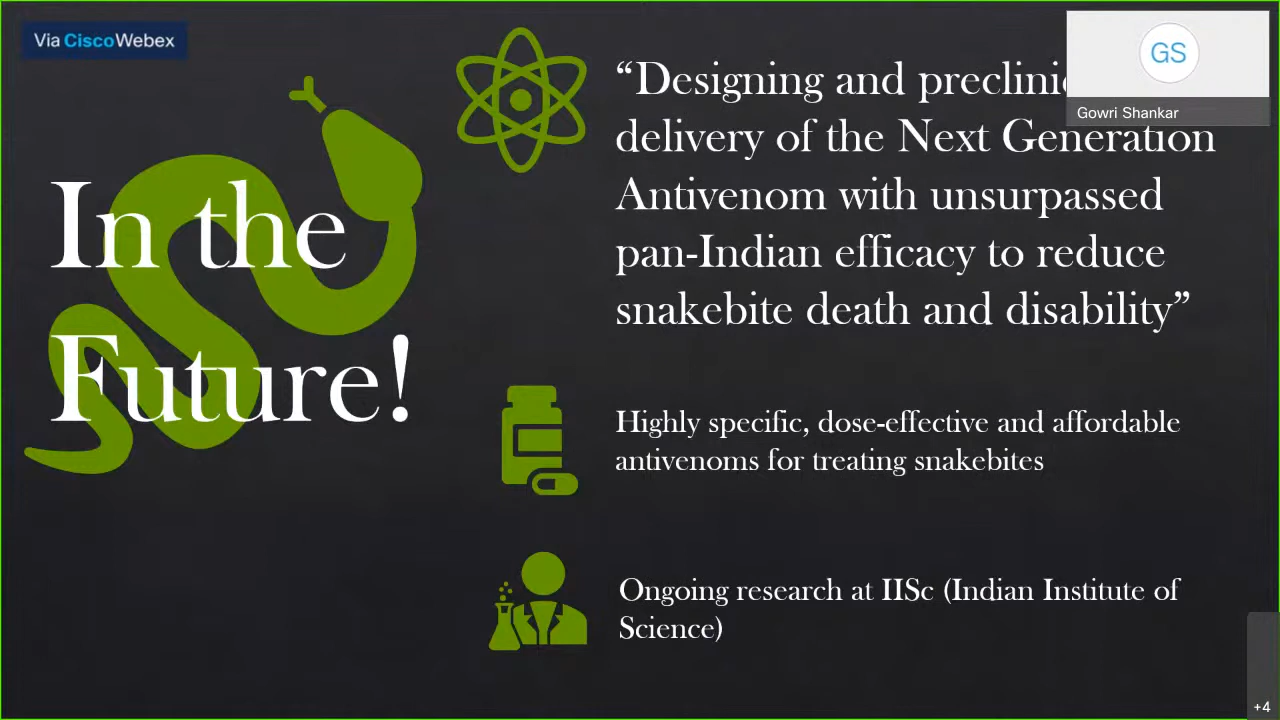 Via Cisco Webex
GS
Gowri Shankar
In the
Future!
“Designing and
delivery of the Next Generation
Antivenom with unsurpassed
pan-Indian efficacy to reduce
snakebite death and disability”
Highly specific, dose-effective and affordable
antivenoms for treating snakebites
Ongoing research at IISc (Indian Institute of
Science)
+4